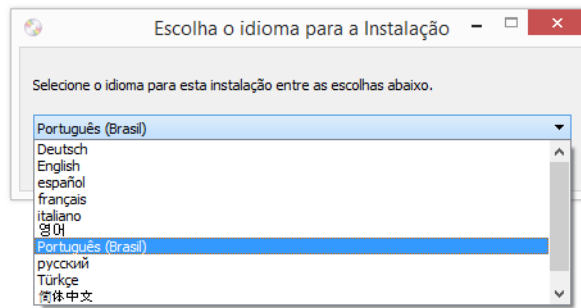 Escolha o idioma para a Instalação
Selecione o idioma para esta instalação entre as escolhas abaixo.
Português (Brasil)
Deutsch
English
español
français
italiano
영어
Português (Brasil)
русский
Türkçe
简体中文